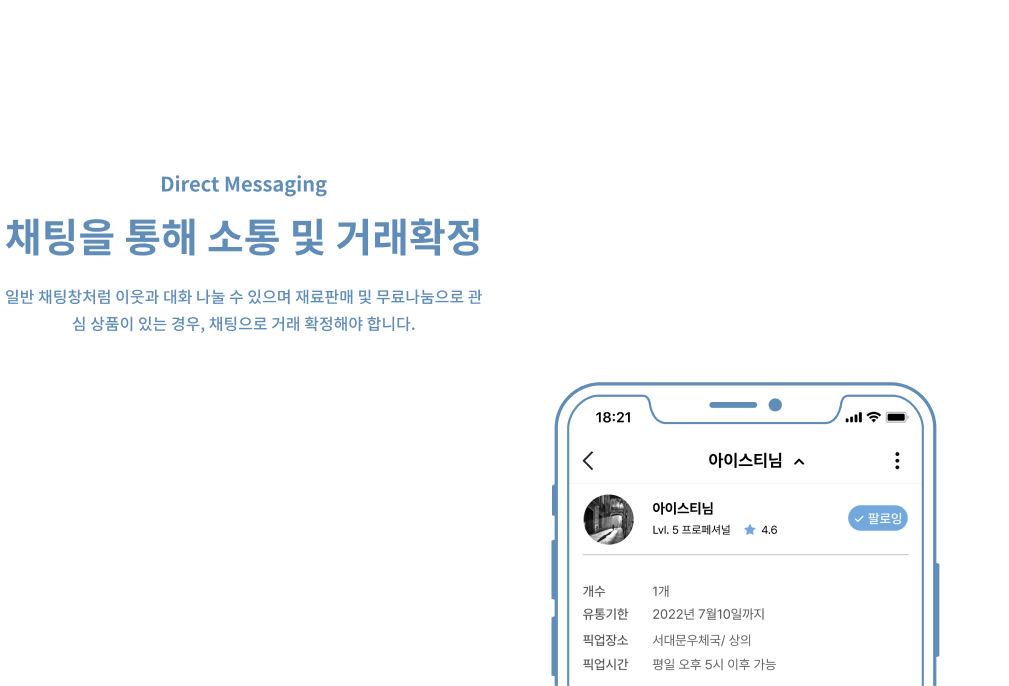 Direct Messaging
채팅을 통해 소통 및 거래확정
일반 채팅창처럼 이웃과 대화 나눌 수 있으며 재료판매 및 무료나눔으로 관
심 상품이 있는 경우, 채팅으로 거래 확정해야 합니다.
18:21
아이스티님
아이스티님
Lvl. 5 프로페셔널 4.6
팔로잉
개수 1개
유통기한 2022년 7월10일까지
픽업장소 서대문우체국/ 상의
픽업시간 평일 오후 5시 이후 가능